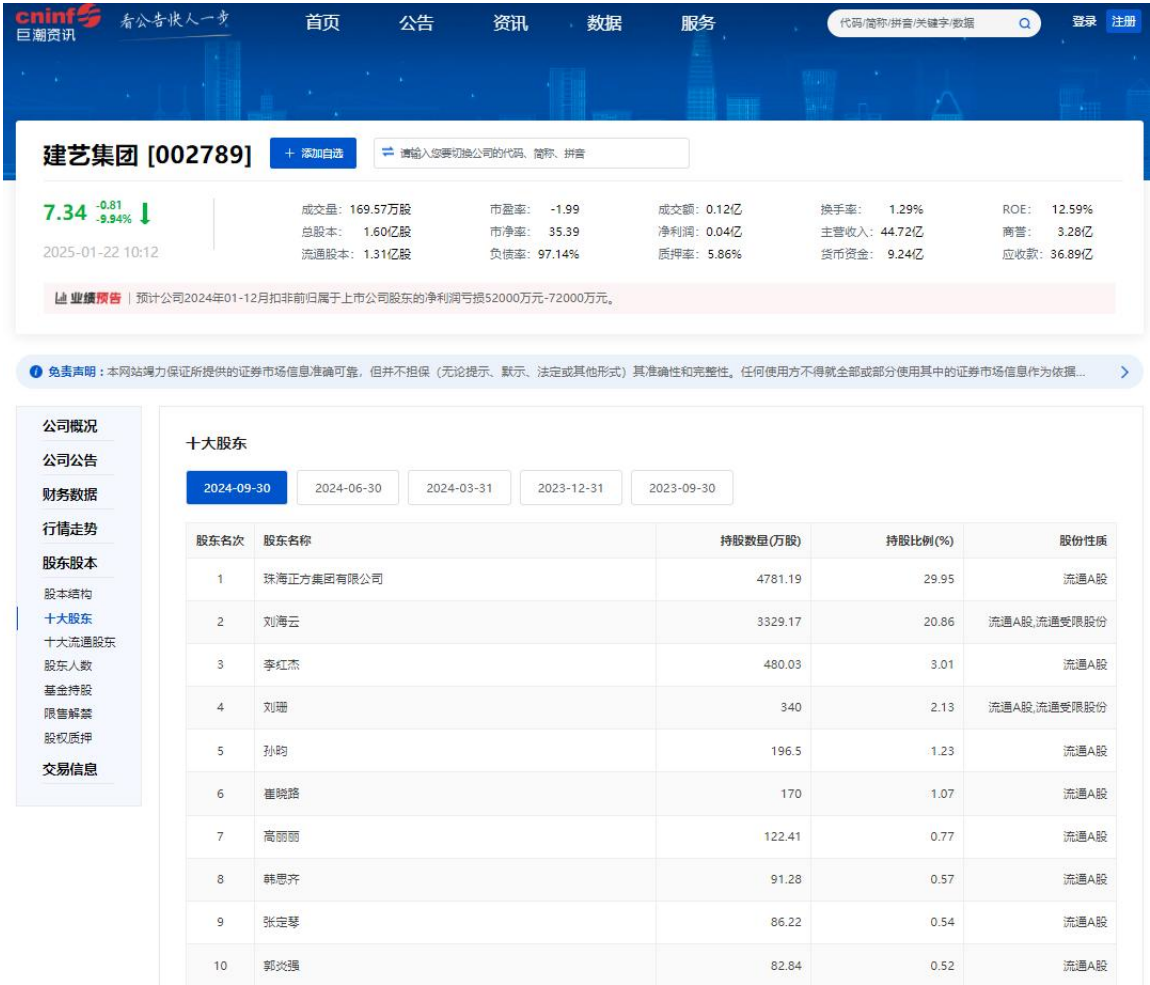 cninf 巨潮资讯 看公告快人一步 首页 公告 资讯 数据 服务 代码/简称/拼音/关键字/数据 登录 注册
建艺集团 [002789] + 添加自选 请输入您要切换公司的代码、简称、拼音
7.34 -0.81 -9.94%
2025-01-22 10:12
成交量: 169.57万股 市盈率: -1.99 成交额: 0.12亿 换手率: 1.29% ROE: 12.59%
总股本: 1.60亿股 市净率: 35.39 净利润: 0.04亿 主营收入: 44.72亿 商誉: 3.28亿
流通股本: 1.31亿股 负债率: 97.14% 质押率: 5.86% 货币资金: 9.24亿 应收款: 36.89亿
业绩预告 | 预计公司2024年01-12月扣非前归属于上市公司股东的净利润亏损52000万元-72000万元。
免责声明：本网站竭力保证所提供的证券市场信息准确可靠，但并不担保（无论提示、默示、法定或其他形式）其准确性和完整性。任何使用方不得就全部或部分使用其中的证券市场信息作为依据...
公司概况
公司公告
财务数据
行情走势
股东股本
股本结构
十大股东
十大流通股东
股东人数
基金持股
限售解禁
股权质押
交易信息
十大股东
2024-09-30 2024-06-30 2024-03-31 2023-12-31 2023-09-30
股东名次 股东名称 持股数量(万股) 持股比例(%) 股份性质
1 珠海正方集团有限公司 4781.19 29.95 流通A股
2 刘海云 3329.17 20.86 流通A股,流通受限股份
3 李红杰 480.03 3.01 流通A股
4 刘珊 340 2.13 流通A股,流通受限股份
5 孙昀 196.5 1.23 流通A股
6 崔晓路 170 1.07 流通A股
7 高丽丽 122.41 0.77 流通A股
8 韩思齐 91.28 0.57 流通A股
9 张定琴 86.22 0.54 流通A股
10 郭炎强 82.84 0.52 流通A股